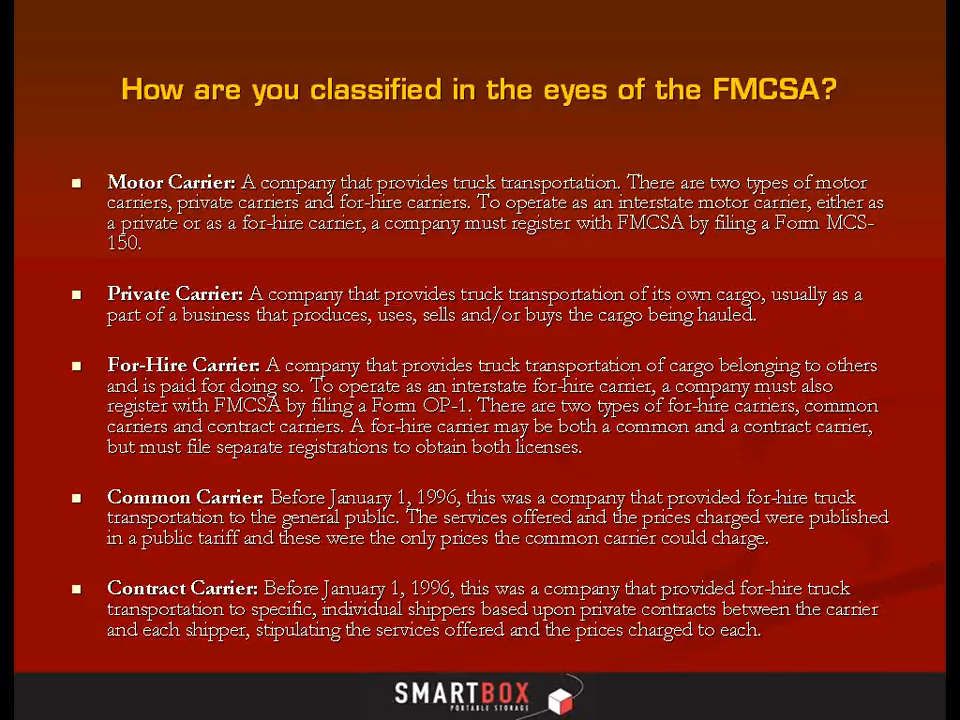 How are you classified in the eyes of the FMCSA?
Motor Carrier: A company that provides truck transportation. There are two types of motor
carriers, private carriers and for-hire carriers. To operate as an interstate motor carrier, either as
a private or as a for-hire carrier, a company must register with FMCSA by filing a Form MCS-
150.
Private Carrier: A company that provides truck transportation of its own cargo, usually as a
part of a business that produces, uses, sells and/or buys the cargo being hauled.
For-Hire Carrier: A company that provides truck transportation of cargo belonging to others
and is paid for doing so. To operate as an interstate for-hire carrier, a company must also
register with FMCSA by filing a Form OP-1. There are two types of for-hire carriers, common
carriers and contract carriers. A for-hire carrier may be both a common and a contract carrier,
but must file separate registrations to obtain both licenses.
Common Carrier: Before January 1, 1996, this was a company that provided for-hire truck
transportation to the general public. The services offered and the prices charged were published
in a public tariff and these were the only prices the common carrier could charge.
Contract Carrier: Before January 1, 1996, this was a company that provided for-hire truck
transportation to specific, individual shippers based upon private contracts between the carrier
and each shipper, stipulating the services offered and the prices charged to each.
SMARTBOX
PORTABLE STORAGE